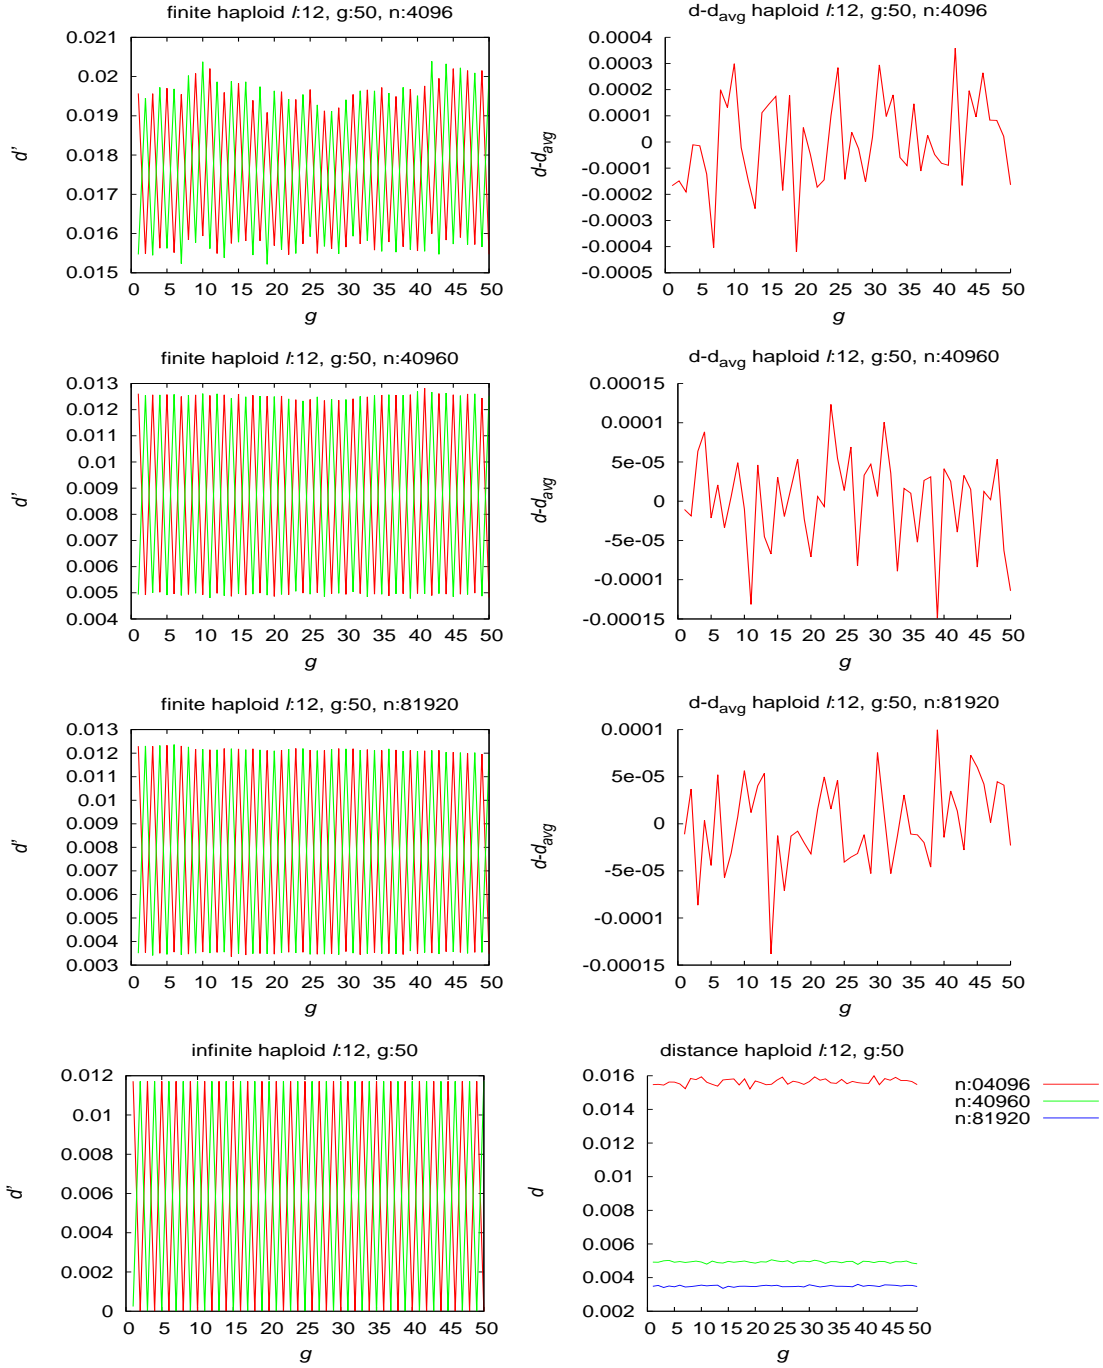 finite haploid l:12, g:50, n:4096
0.021
0.02
0.019
0.018
0.017
0.016
0.015
d'
0 5 10 15 20 25 30 35 40 45 50
g
d-davg haploid l:12, g:50, n:4096
0.0004
0.0003
0.0002
0.0001
0
-0.0001
-0.0002
-0.0003
-0.0004
-0.0005
d-davg
0 5 10 15 20 25 30 35 40 45 50
g
finite haploid l:12, g:50, n:40960
0.013
0.012
0.011
0.01
0.009
0.008
0.007
0.006
0.005
0.004
d'
0 5 10 15 20 25 30 35 40 45 50
g
d-davg haploid l:12, g:50, n:40960
0.00015
0.0001
5e-05
0
-5e-05
-0.0001
-0.00015
d-davg
0 5 10 15 20 25 30 35 40 45 50
g
finite haploid l:12, g:50, n:81920
0.013
0.012
0.011
0.01
0.009
0.008
0.007
0.006
0.005
0.004
0.003
d'
0 5 10 15 20 25 30 35 40 45 50
g
d-davg haploid l:12, g:50, n:81920
0.0001
5e-05
0
-5e-05
-0.0001
-0.00015
d-davg
0 5 10 15 20 25 30 35 40 45 50
g
infinite haploid l:12, g:50
0.012
0.01
0.008
0.006
0.004
0.002
0
d'
0 5 10 15 20 25 30 35 40 45 50
g
distance haploid l:12, g:50
0.016
0.014
0.012
0.01
0.008
0.006
0.004
0.002
d
0 5 10 15 20 25 30 35 40 45 50
g
n:04096
n:40960
n:81920